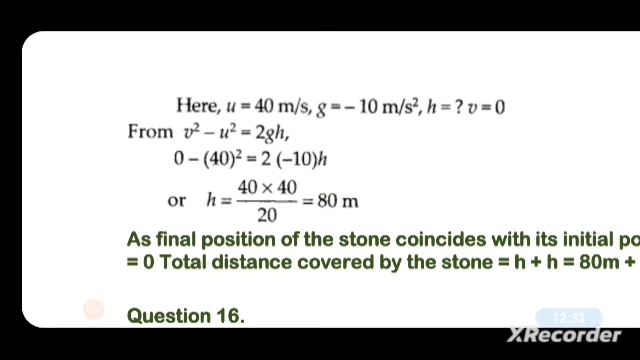 Here, u = 40 m/s, g = – 10 m/s², h = ? v = 0
From v² – u² = 2gh,
0 – (40)² = 2 (–10)h
or h = 40 × 40 / 20 = 80 m
As final position of the stone coincides with its initial po
= 0 Total distance covered by the stone = h + h = 80m +
Question 16.
12:32
XRecorder